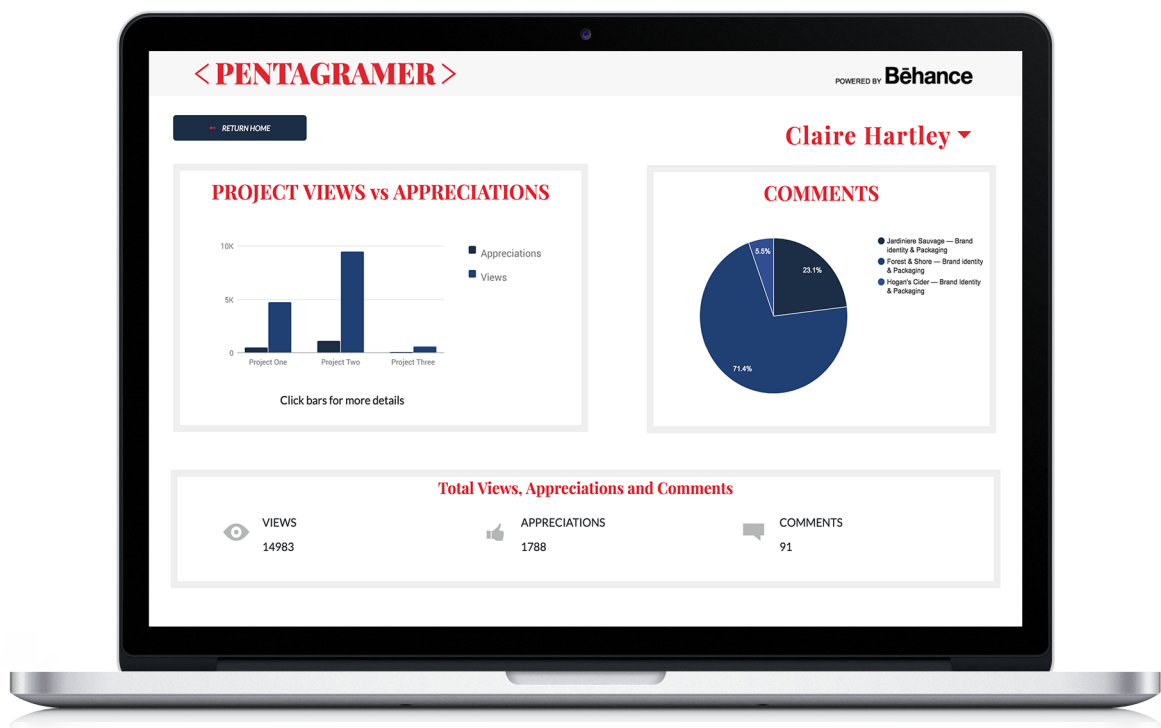 < PENTAGRAMER >
POWERED BY Bēhance
← RETURN HOME
Claire Hartley
PROJECT VIEWS vs APPRECIATIONS
10K
5K
0
Project One
Project Two
Project Three
Appreciations
Views
Click bars for more details
COMMENTS
5.5%
23.1%
71.4%
Jardiniere Sauvage — Brand
identity & Packaging
Forest & Shore — Brand identity
& Packaging
Hogan's Cider — Brand Identity
& Packaging
Total Views, Appreciations and Comments
VIEWS
14983
APPRECIATIONS
1788
COMMENTS
91